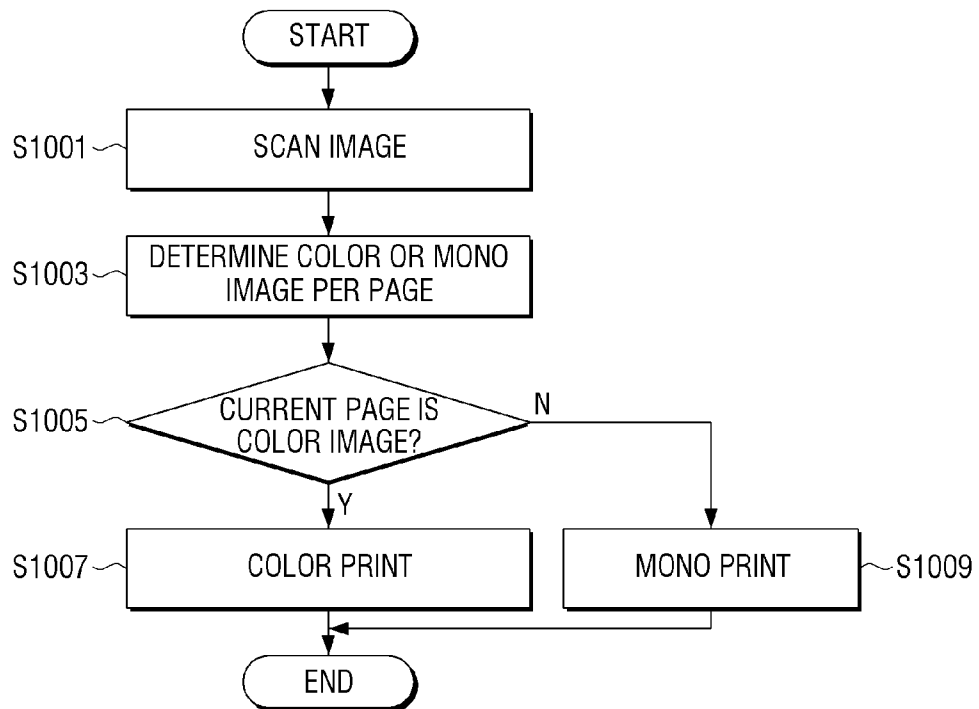 START
S1001
SCAN IMAGE
S1003
DETERMINE COLOR OR MONO
IMAGE PER PAGE
S1005
CURRENT PAGE IS
COLOR IMAGE?
N
Y
S1007
COLOR PRINT
MONO PRINT
S1009
END